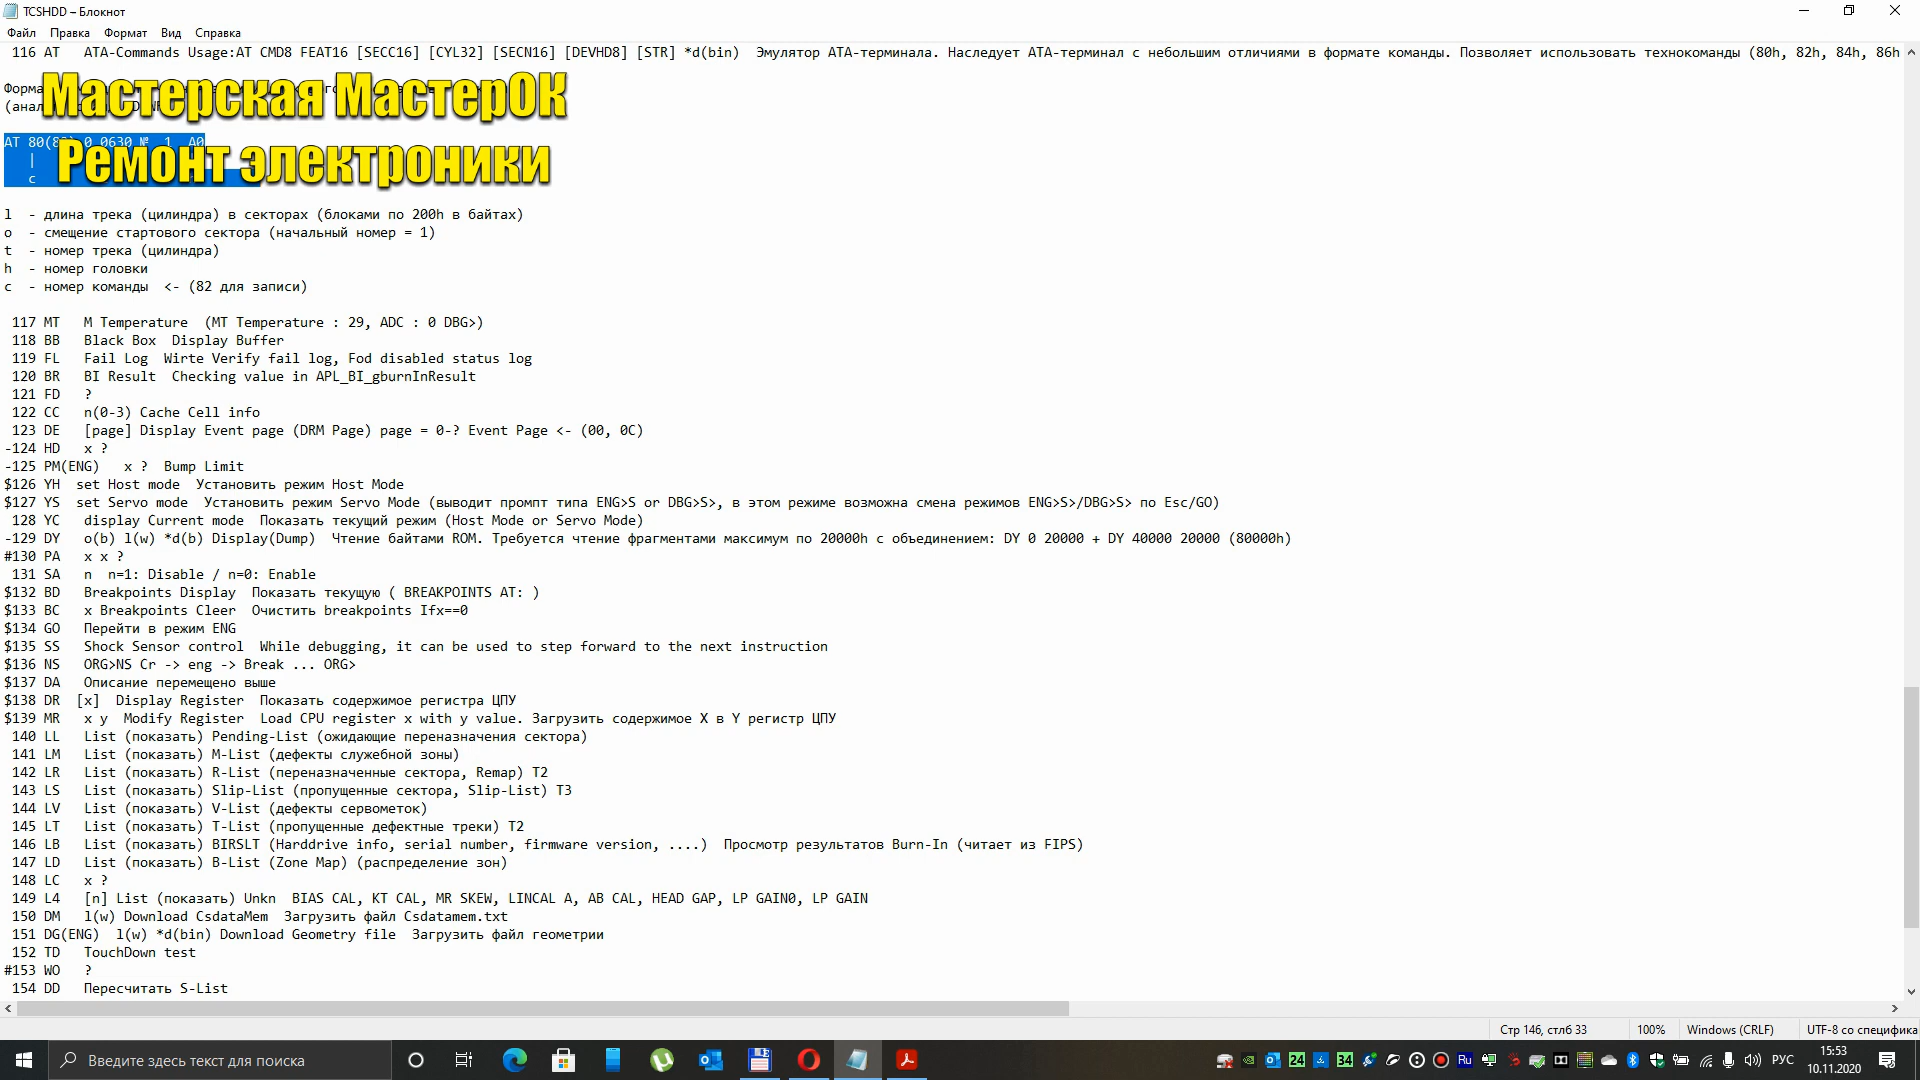 TCSHDD – Блокнот
Файл Правка Формат Вид Справка
116 AT ATA-Commands Usage:AT CMD8 FEAT16 [SECC16] [CYL32] [SECN16] [DEVHD8] [STR] *d(bin) Эмулятор АТА-терминала. Наследует АТА-терминал с небольшим отличиями в формате команды. Позволяет использовать технокоманды (80h, 82h, 84h, 86h
Мастерская МастерОК
AT 80(8 0 0630 № 1 A0
Ремонт электроники
c
l - длина трека (цилиндра) в секторах (блоками по 200h в байтах)
o - смещение стартового сектора (начальный номер = 1)
t - номер трека (цилиндра)
h - номер головки
c - номер команды <- (82 для записи)
117 MT M Temperature (MT Temperature : 29, ADC : 0 DBG>)
118 BB Black Box Display Buffer
119 FL Fail Log Wirte Verify fail log, Fod disabled status log
120 BR BI Result Checking value in APL_BI_gburnInResult
121 FD ?
122 CC n(0-3) Cache Cell info
123 DE [page] Display Event page (DRM Page) page = 0-? Event Page <- (00, 0C)
-124 HD x ?
-125 PM(ENG) x ? Bump Limit
$126 YH set Host mode Установить режим Host Mode
$127 YS set Servo mode Установить режим Servo Mode (выводит промпт типа ENG>S or DBG>S>, в этом режиме возможна смена режимов ENG>S>/DBG>S> по Esc/GO)
128 YC display Current mode Показать текущий режим (Host Mode or Servo Mode)
-129 DY o(b) l(w) *d(b) Display(Dump) Чтение байтами ROM. Требуется чтение фрагментами максимум по 20000h с объединением: DY 0 20000 + DY 40000 20000 (80000h)
#130 PA x x ?
131 SA n n=1: Disable / n=0: Enable
$132 BD Breakpoints Display Показать текущую ( BREAKPOINTS AT: )
$133 BC x Breakpoints Cleer Очистить breakpoints Ifx==0
$134 GO Перейти в режим ENG
$135 SS Shock Sensor control While debugging, it can be used to step forward to the next instruction
$136 NS ORG>NS Cr -> eng -> Break ... ORG>
$137 DA Описание перемещено выше
$138 DR [x] Display Register Показать содержимое регистра ЦПУ
$139 MR x y Modify Register Load CPU register x with y value. Загрузить содержимое X в Y регистр ЦПУ
140 LL List (показать) Pending-List (ожидающие переназначения сектора)
141 LM List (показать) M-List (дефекты служебной зоны)
142 LR List (показать) R-List (переназначенные сектора, Remap) T2
143 LS List (показать) Slip-List (пропущенные сектора, Slip-List) T3
144 LV List (показать) V-List (дефекты сервометок)
145 LT List (показать) T-List (пропущенные дефектные треки) T2
146 LB List (показать) BIRSLT (Harddrive info, serial number, firmware version, ....) Просмотр результатов Burn-In (читает из FIPS)
147 LD List (показать) B-List (Zone Map) (распределение зон)
148 LC x ?
149 L4 [n] List (показать) Unkn BIAS CAL, KT CAL, MR SKEW, LINCAL A, AB CAL, HEAD GAP, LP GAIN0, LP GAIN
150 DM l(w) Download CsdataMem Загрузить файл Csdatamem.txt
151 DG(ENG) l(w) *d(bin) Download Geometry file Загрузить файл геометрии
152 TD TouchDown test
#153 WO ?
154 DD Пересчитать S-List
Стр 146, стлб 33 100% Windows (CRLF) UTF-8 со специфика
Введите здесь текст для поиска
24 34 Ru РУС
15:53
10.11.2020